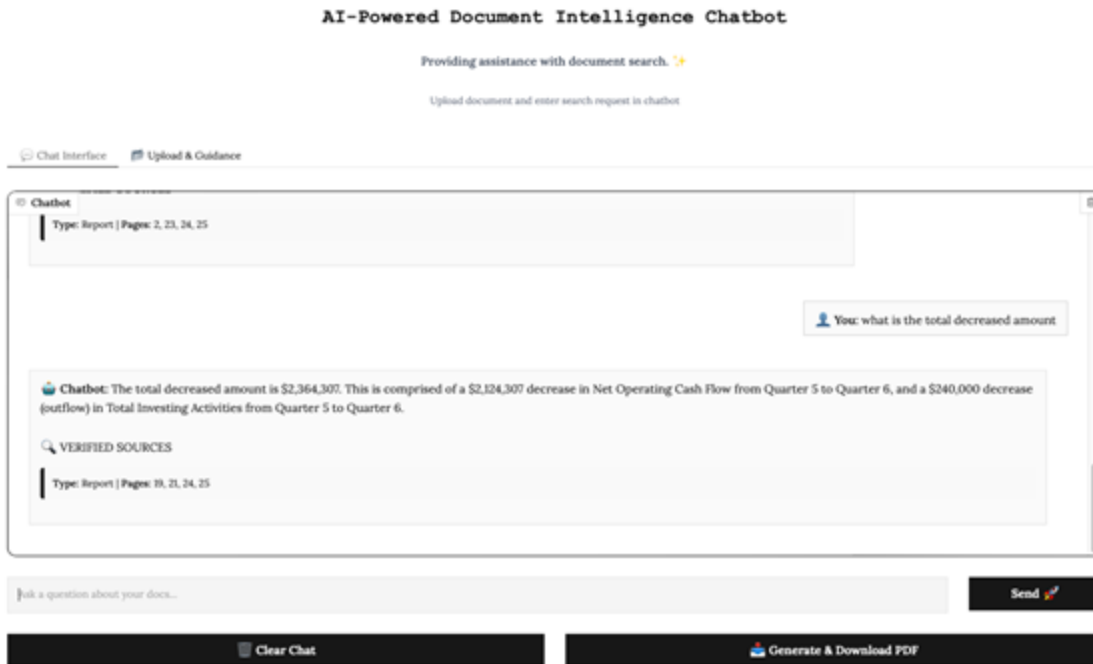 AI-Powered Document Intelligence Chatbot
Providing assistance with document search. ✨
Upload document and enter search request in chatbot
Chat Interface
Upload & Guidance
Chatbot
Type: Report | Pages: 2, 23, 24, 25
You: what is the total decreased amount
Chatbot: The total decreased amount is $2,364,307. This is comprised of a $2,124,307 decrease in Net Operating Cash Flow from Quarter 5 to Quarter 6, and a $240,000 decrease
(outflow) in Total Investing Activities from Quarter 5 to Quarter 6.
VERIFIED SOURCES
Type: Report | Pages: 19, 21, 24, 25
Ask a question about your docs...
Send
Clear Chat
Generate & Download PDF